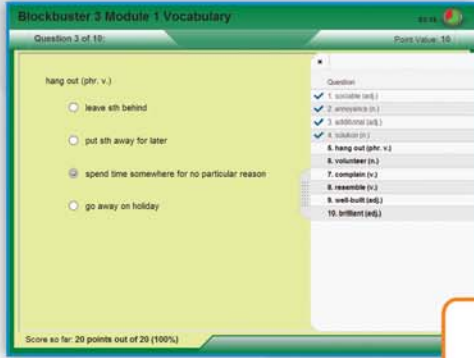 Blockbuster 3 Module 1 Vocabulary
Question 3 of 10:
Point Value: 10
hang out (phr. v.)
leave sth behind
put sth away for later
spend time somewhere for no particular reason
go away on holiday
Question
1. sociable (adj.)
2. annoyance (n.)
3. additional (adj.)
4. solution (n.)
5. hang out (phr. v.)
6. volunteer (n.)
7. complain (v.)
8. resemble (v.)
9. well-built (adj.)
10. brilliant (adj.)
Score so far: 20 points out of 20 (100%)